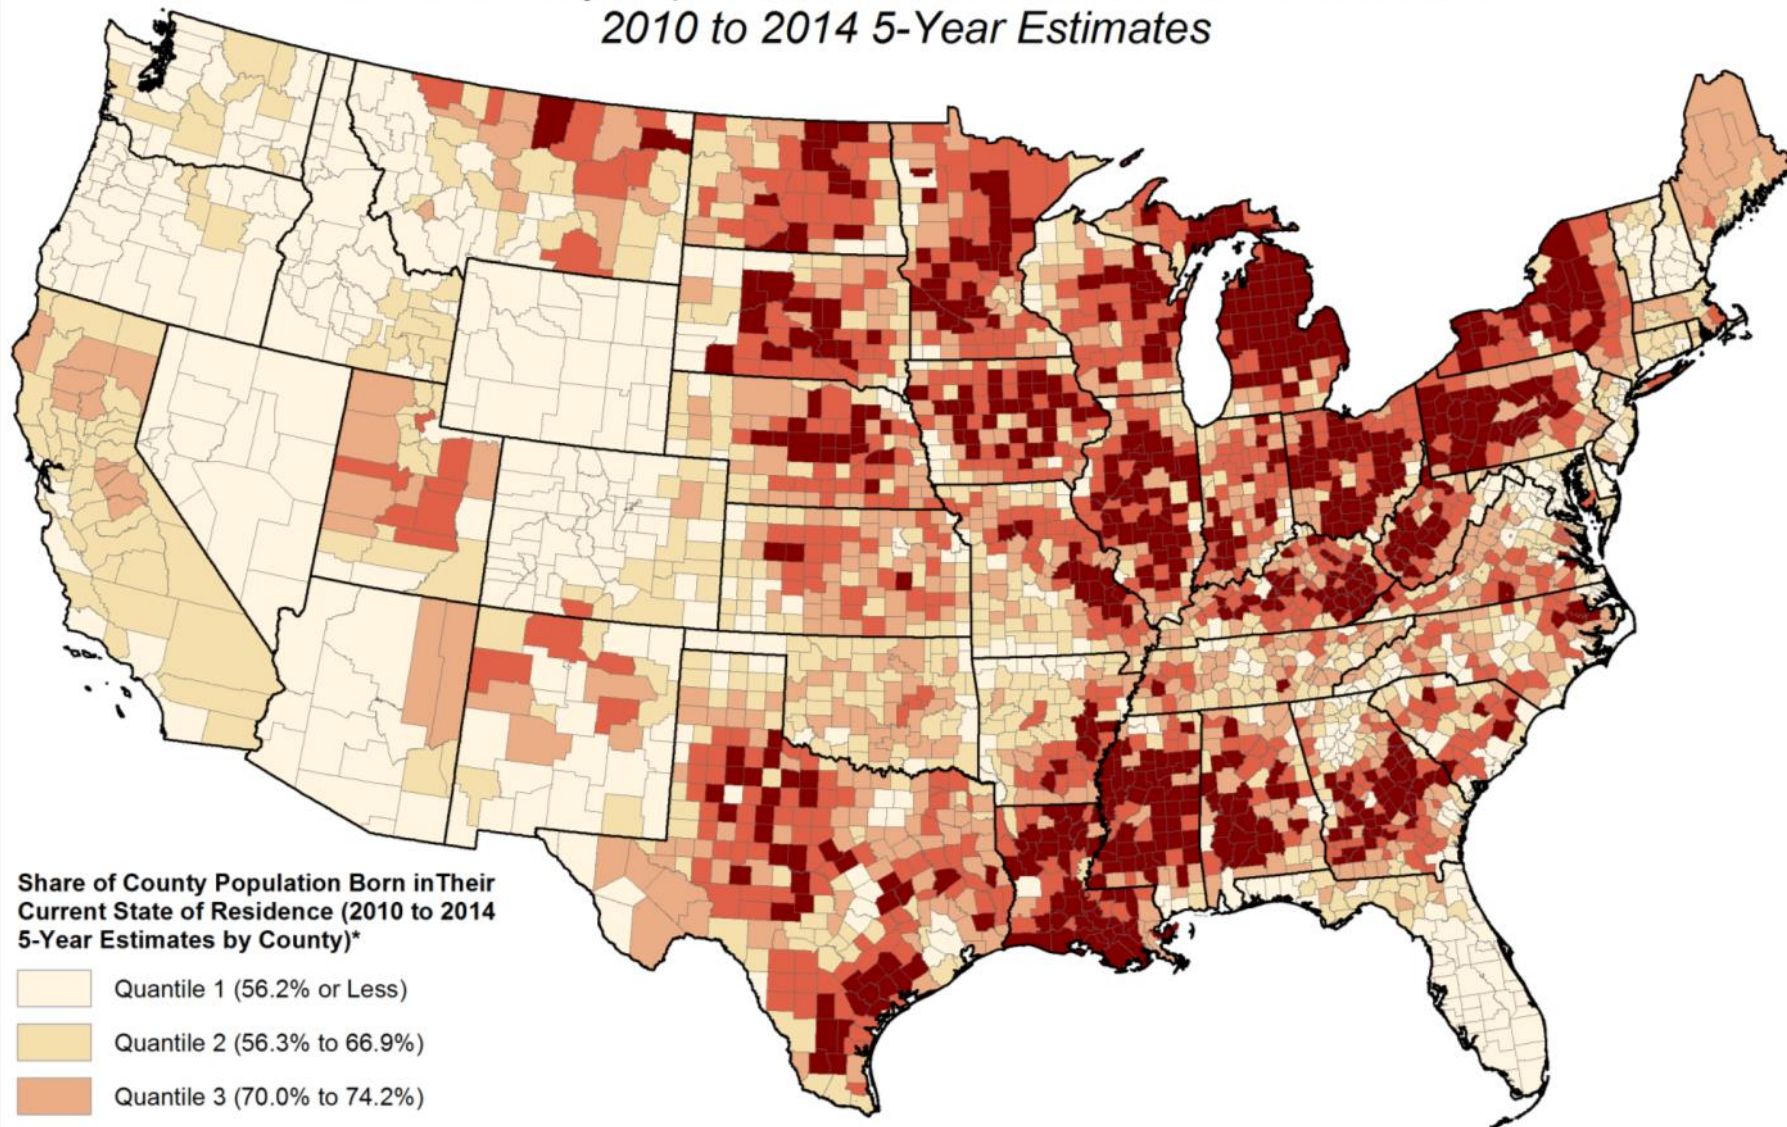 2010 to 2014 5-Year Estimates
Share of County Population Born inTheir
Current State of Residence (2010 to 2014
5-Year Estimates by County)*
Quantile 1 (56.2% or Less)
Quantile 2 (56.3% to 66.9%)
Quantile 3 (70.0% to 74.2%)